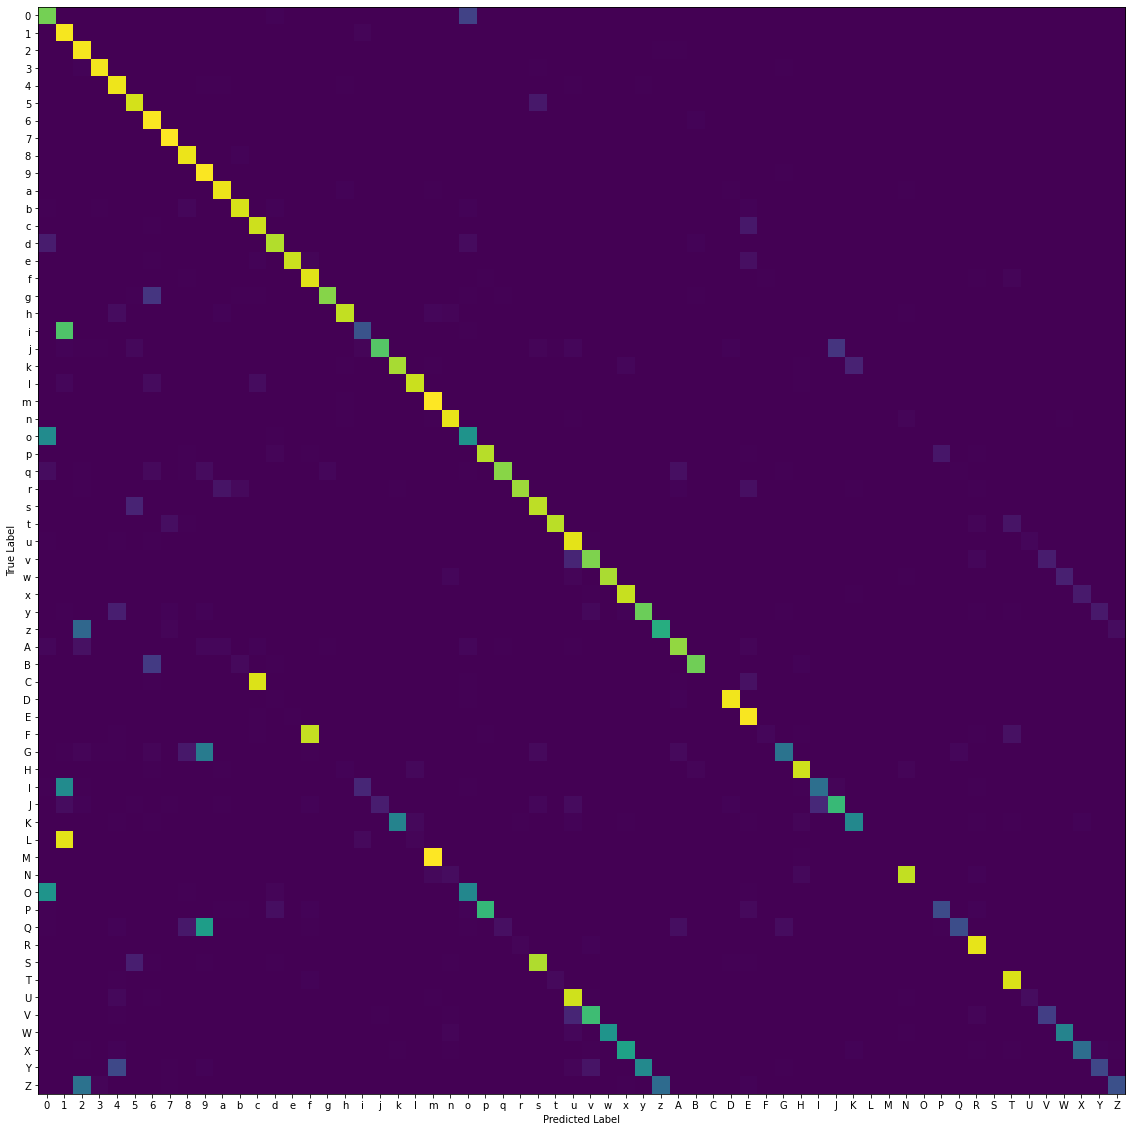 0
1
2
3
4
5
6
7
8
9
a
b
c
d
e
f
g
h
i
j
k
l
m
n
o
p
q
r
s
t
u
v
w
x
y
z
A
B
C
D
E
F
G
H
I
J
K
L
M
N
O
P
Q
R
S
T
U
V
W
X
Y
Z
True Label
0 1 2 3 4 5 6 7 8 9 a b c d e f g h i j k l m n o p q r s t u v w x y z A B C D E F G H I J K L M N O P Q R S T U V W X Y Z
Predicted Label